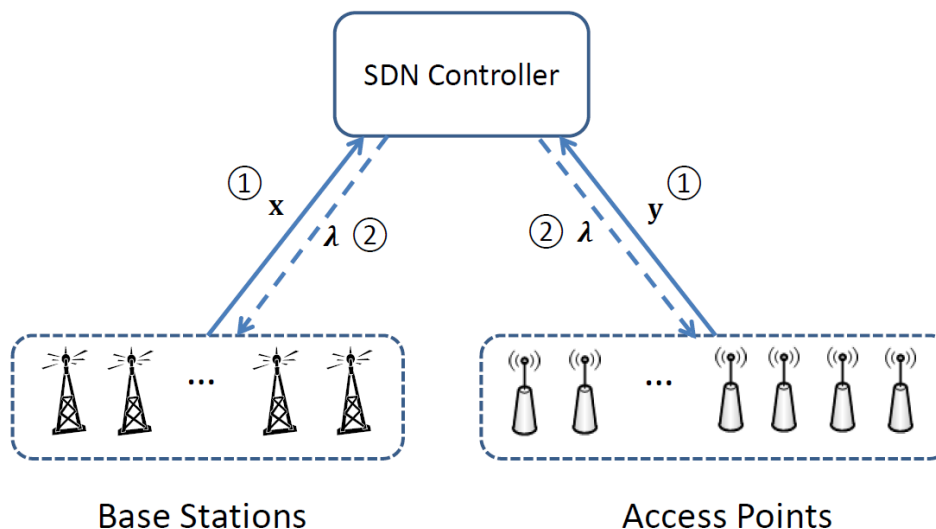 SDN Controller
① x
λ ②
② λ
y ①
...
...
Base Stations
Access Points